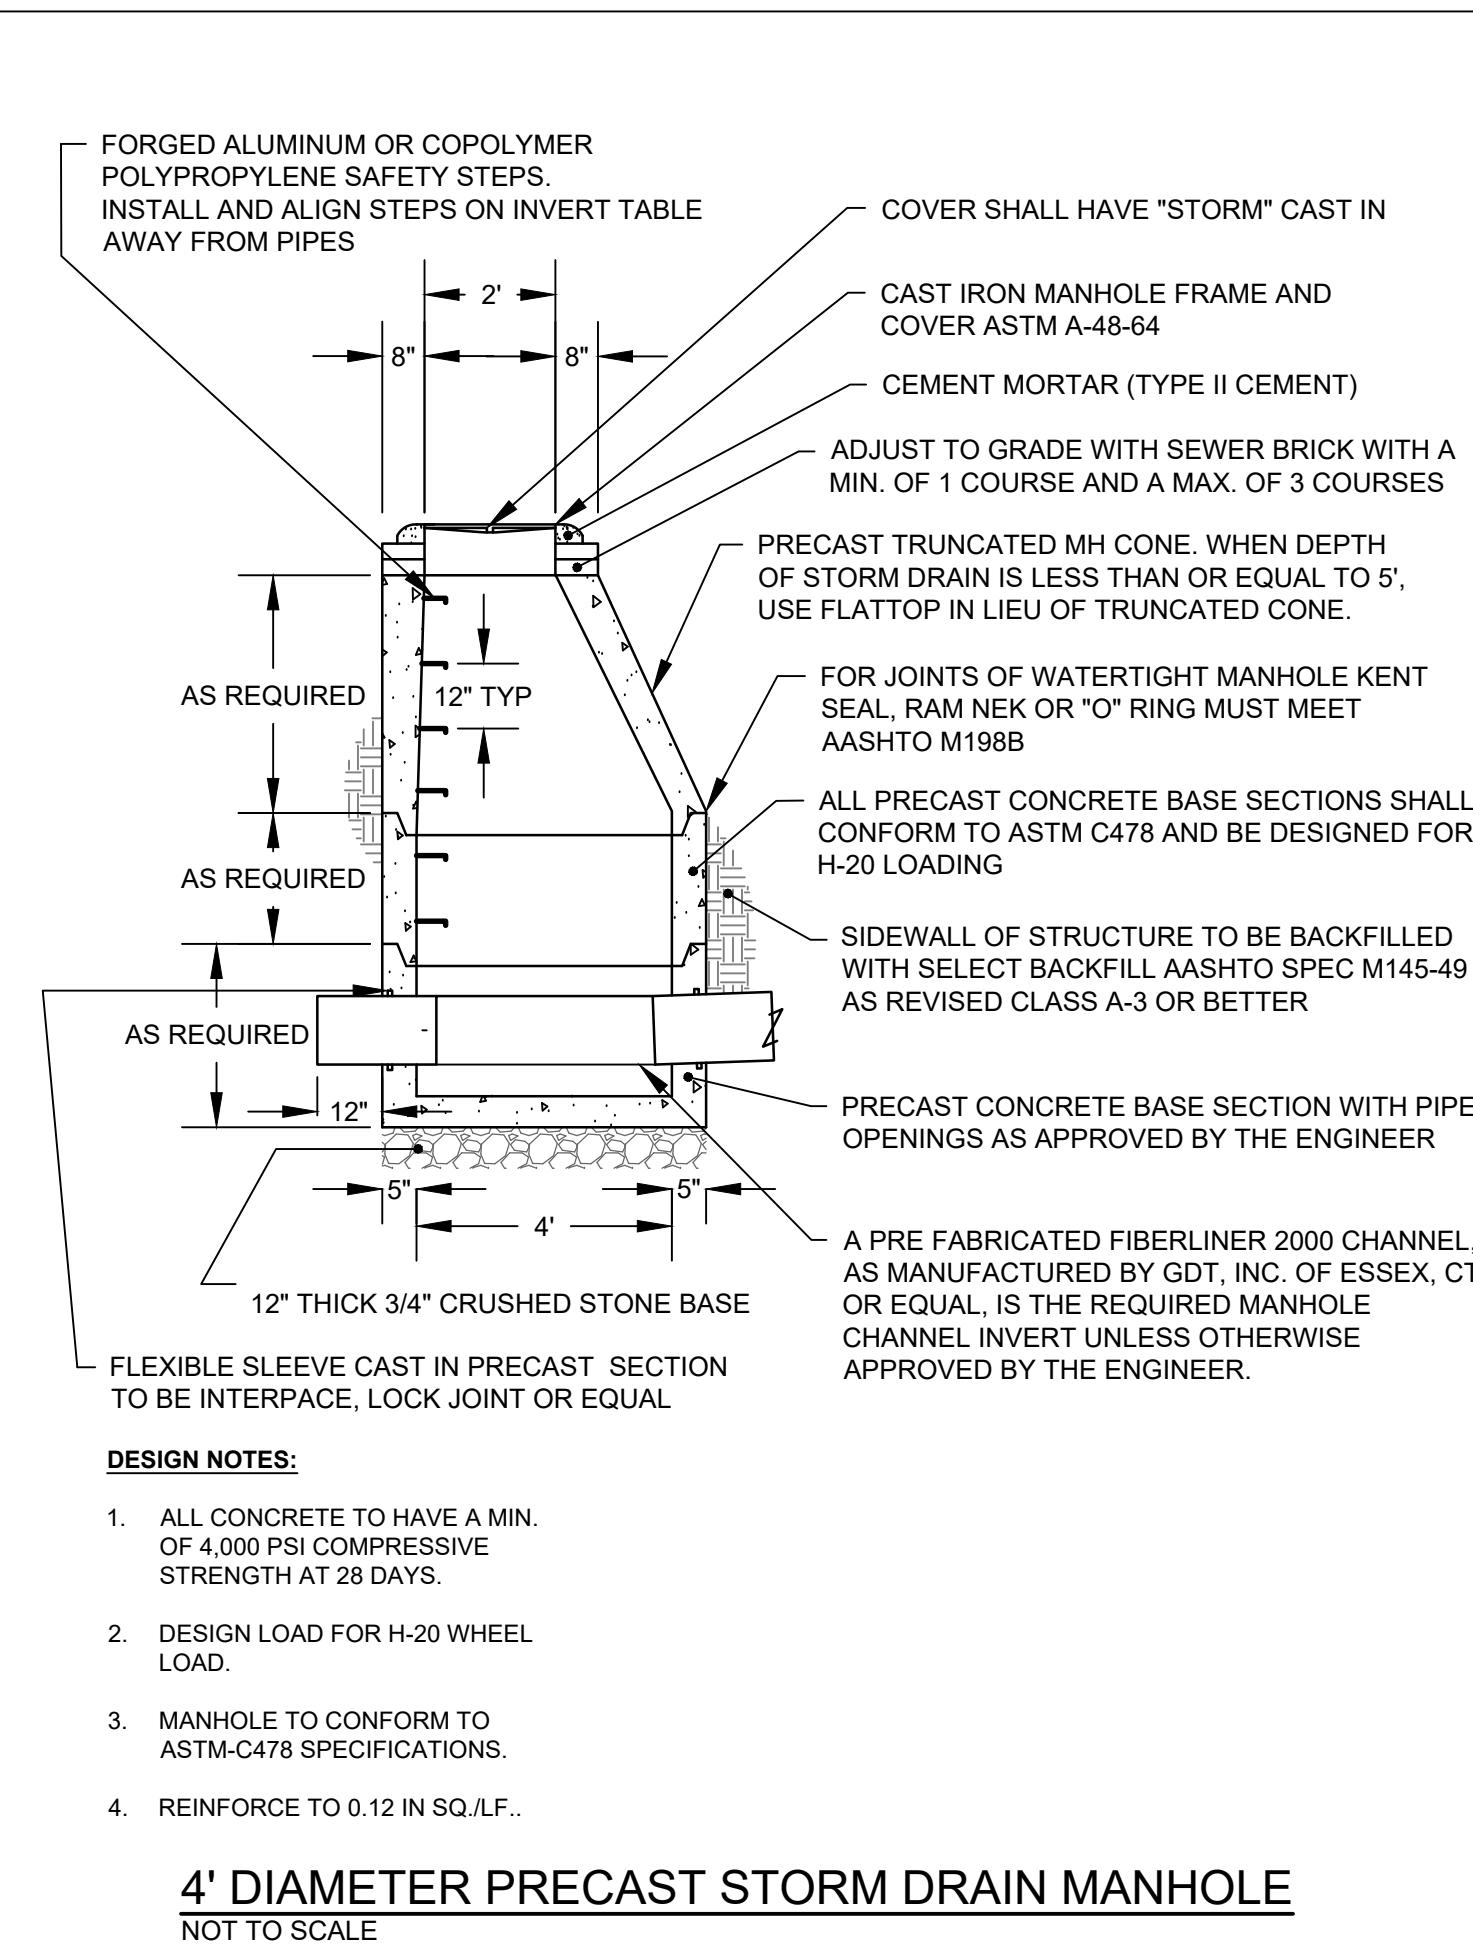 FORGED ALUMINUM OR COPOLYMER
POLYPROPYLENE SAFETY STEPS.
INSTALL AND ALIGN STEPS ON INVERT TABLE
AWAY FROM PIPES
COVER SHALL HAVE "STORM" CAST IN
2'
CAST IRON MANHOLE FRAME AND
COVER ASTM A-48-64
8"
8"
CEMENT MORTAR (TYPE II CEMENT)
ADJUST TO GRADE WITH SEWER BRICK WITH A
MIN. OF 1 COURSE AND A MAX. OF 3 COURSES
PRECAST TRUNCATED MH CONE. WHEN DEPTH
OF STORM DRAIN IS LESS THAN OR EQUAL TO 5',
USE FLATTOP IN LIEU OF TRUNCATED CONE.
AS REQUIRED
12" TYP
FOR JOINTS OF WATERTIGHT MANHOLE KENT
SEAL, RAM NEK OR "O" RING MUST MEET
AASHTO M198B
ALL PRECAST CONCRETE BASE SECTIONS SHALL
CONFORM TO ASTM C478 AND BE DESIGNED FOR
H-20 LOADING
AS REQUIRED
SIDEWALL OF STRUCTURE TO BE BACKFILLED
WITH SELECT BACKFILL AASHTO SPEC M145-49
AS REVISED CLASS A-3 OR BETTER
AS REQUIRED
12"
PRECAST CONCRETE BASE SECTION WITH PIPE
OPENINGS AS APPROVED BY THE ENGINEER
5"
5"
4'
A PRE FABRICATED FIBERLINER 2000 CHANNEL,
AS MANUFACTURED BY GDT, INC. OF ESSEX, CT
OR EQUAL, IS THE REQUIRED MANHOLE
CHANNEL INVERT UNLESS OTHERWISE
APPROVED BY THE ENGINEER.
12" THICK 3/4" CRUSHED STONE BASE
FLEXIBLE SLEEVE CAST IN PRECAST SECTION
TO BE INTERPACE, LOCK JOINT OR EQUAL
DESIGN NOTES:
1. ALL CONCRETE TO HAVE A MIN.
OF 4,000 PSI COMPRESSIVE
STRENGTH AT 28 DAYS.
2. DESIGN LOAD FOR H-20 WHEEL
LOAD.
3. MANHOLE TO CONFORM TO
ASTM-C478 SPECIFICATIONS.
4. REINFORCE TO 0.12 IN SQ./LF..
4' DIAMETER PRECAST STORM DRAIN MANHOLE
NOT TO SCALE